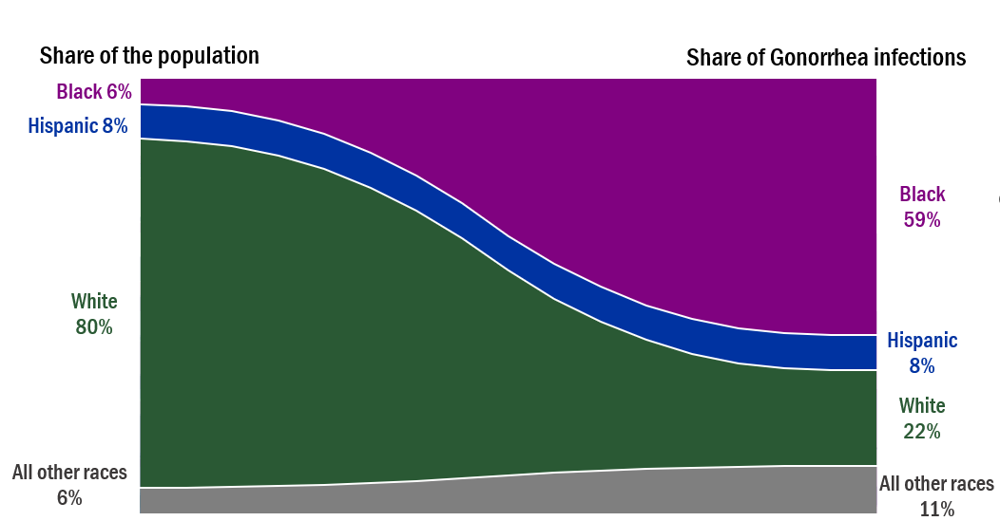 Share of the population
Share of Gonorrhea infections
Black 6%
Hispanic 8%
White
80%
All other races
6%
Black
59%
Hispanic
8%
White
22%
All other races
11%